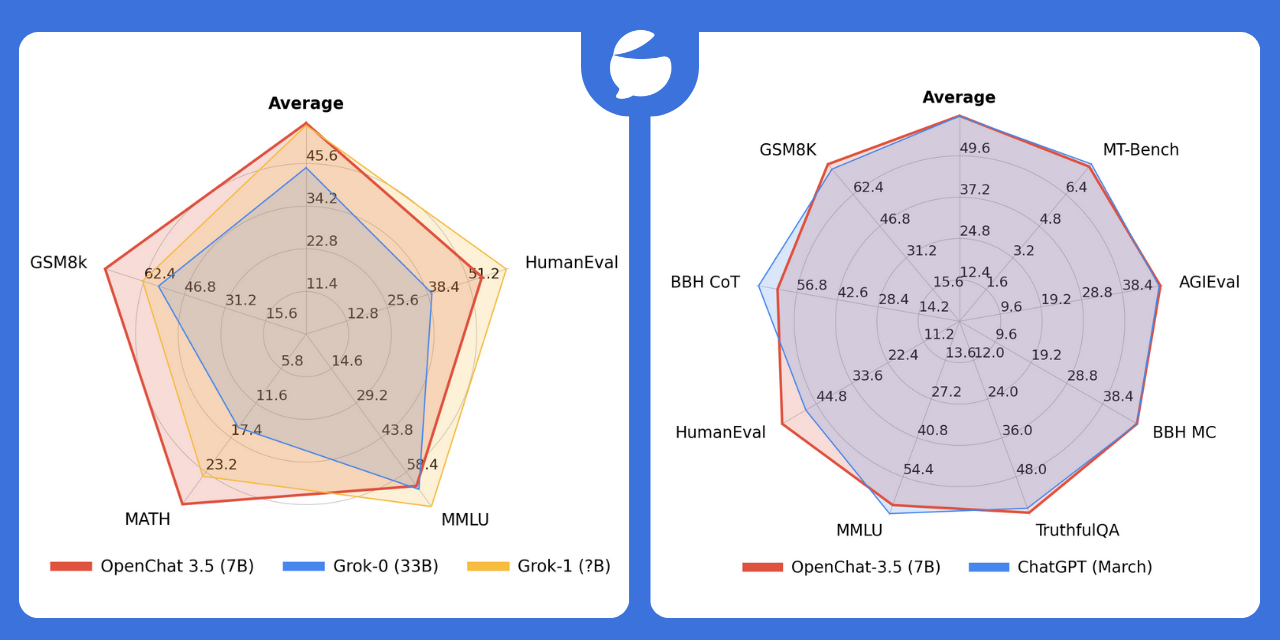 Average
45.6
34.2
22.8
11.4
GSM8k
62.4
46.8
31.2
15.6
HumanEval
51.2
38.4
25.6
12.8
5.8
11.6
17.4
23.2
MATH
14.6
29.2
43.8
58.4
MMLU
OpenChat 3.5 (7B)
Grok-0 (33B)
Grok-1 (?B)
Average
49.6
37.2
24.8
12.4
GSM8K
62.4
46.8
31.2
15.6
MT-Bench
6.4
4.8
3.2
1.6
BBH CoT
56.8
42.6
28.4
14.2
AGIEval
38.4
28.8
19.2
9.6
HumanEval
44.8
33.6
22.4
11.2
BBH MC
38.4
28.8
19.2
9.6
MMLU
54.4
40.8
27.2
13.6
TruthfulQA
48.0
36.0
24.0
12.0
OpenChat-3.5 (7B)
ChatGPT (March)